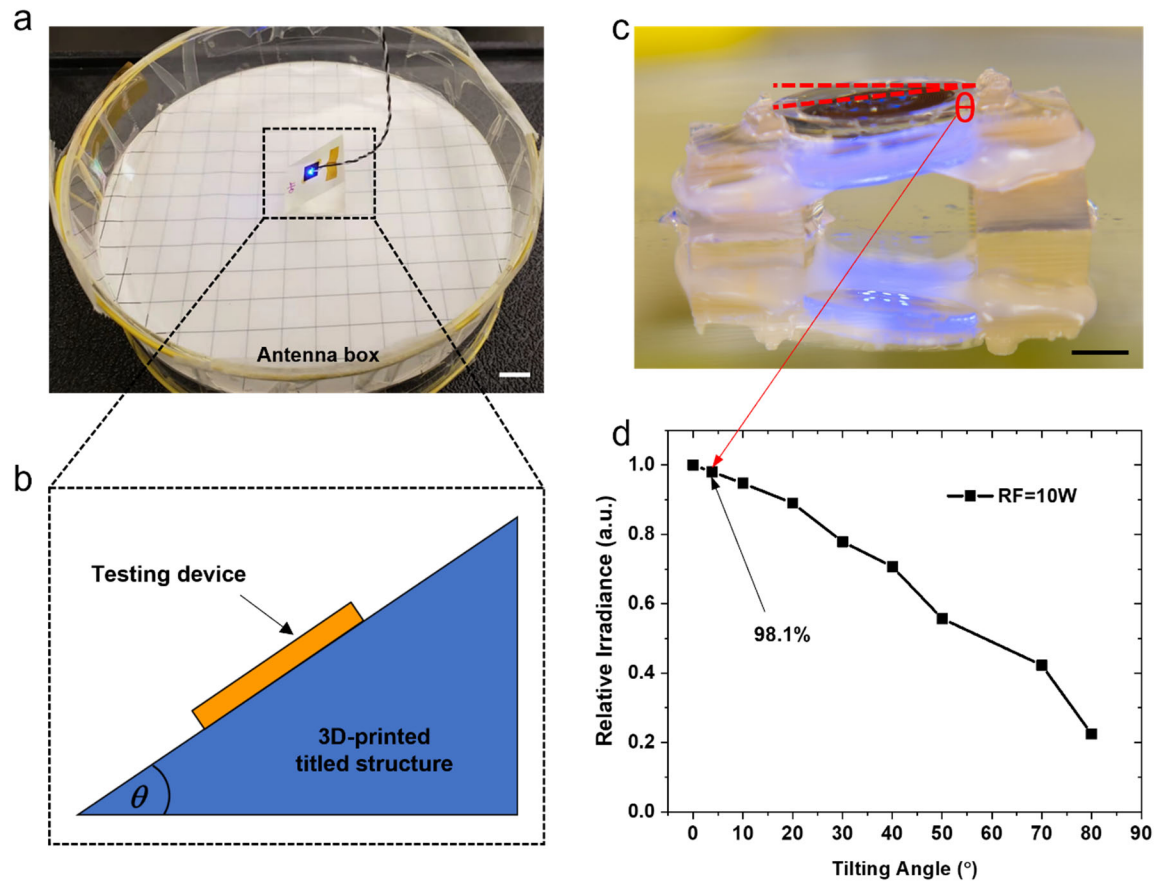 a
Antenna box
b
Testing device
3D-printed
titled structure
θ
c
θ
d
Relative Irradiance (a.u.)
1.0
0.8
0.6
0.4
0.2
0.0
RF=10W
98.1%
0 10 20 30 40 50 60 70 80 90
Tilting Angle (°)